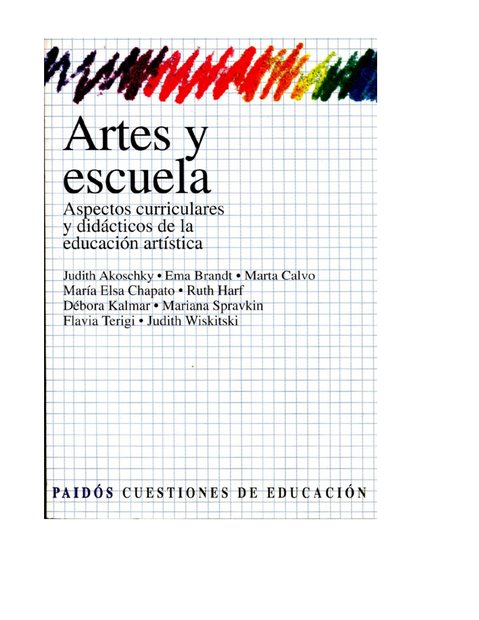 Artes y
escuela
Aspectos curriculares
y didácticos de la
educación artística
Judith Akoschky • Ema Brandt • Marta Calvo
María Elsa Chapato • Ruth Harf
Débora Kalmar • Mariana Spravkin
Flavia Terigi • Judith Wiskitski
PAIDÓS CUESTIONES DE EDUCACIÓN